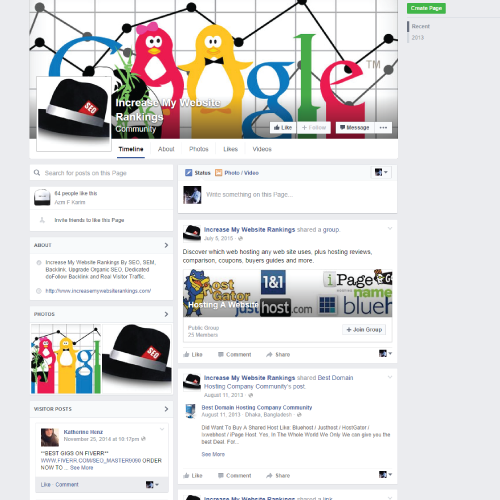 Create Page
Recent
2013
Google
TM
SEO
Increase My Website
Rankings
Community
Like
+ Follow
Message
Timeline
About
Photos
Likes
Videos
Search for posts on this Page
64 people like this
Invite friends to like this Page
ABOUT
Increase My Website Rankings By SEO, SEM,
Backlink. Upgrade Organic SEO, Dedicated
doFollow Backlink and Real Visitor Traffic.
http://www.increasemywebsiterankings.com/
PHOTOS
SEO
VISITOR POSTS
Katherine Henz
November 25, 2014 at 10:17pm
**BEST GIGS ON FIVERR**
ORDER
NOW TO ... See More
Like · Comment
Status
Photo / Video
Write something on this Page...
Increase My Website Rankings shared a group.
July 5, 2015
Discover which web hosting any web site uses, plus hosting reviews,
comparison, coupons, buyers guides and more.
Host
Gator
1&1
iPage
name
justhost.com
blueh
Hosting A Website
Public Group
25 Members
+ Join Group
Like
Comment
Share
Increase My Website Rankings shared Best Domain
Hosting Company Community's post.
August 11, 2013
Best Domain Hosting Company Community
August 11, 2013 · Dhaka, Bangladesh
Did Want To Buy A Shared Host Like: Bluehost / Justhost / HostGator /
/ iPage Host. Yes, In The Whole World We Only We can give you the
best Deal. For...
See More
Like
Comment
Share
Increase My Website Rankings shared a link.